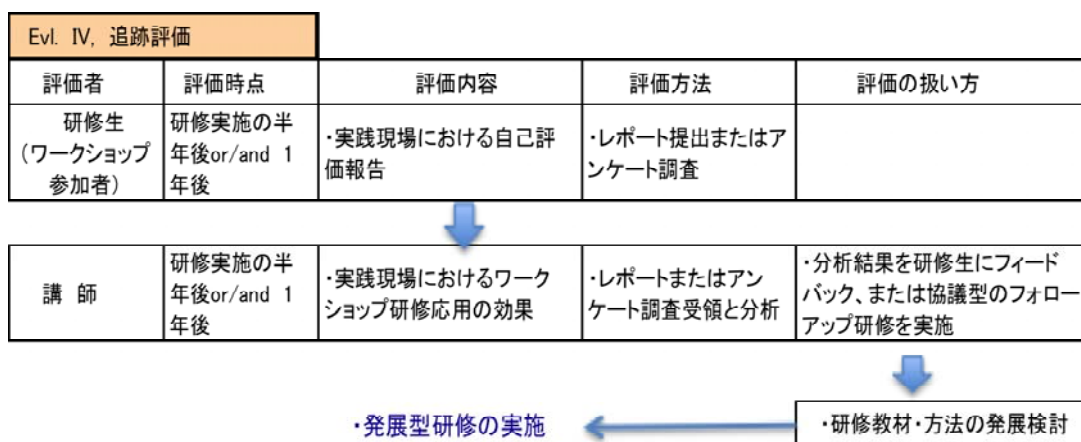 Evl. IV, 追跡評価
評価者 評価時点 評価内容 評価方法 評価の扱い方
研修生
(ワークショップ
参加者)
研修実施の半
年後or/and 1
年後
・実践現場における自己評
価報告
・レポート提出またはア
ンケート調査
講 師
研修実施の半
年後or/and 1
年後
・実践現場におけるワーク
ショップ研修応用の効果
・レポートまたはアン
ケート調査受領と分析
・分析結果を研修生にフィード
バック、または協議型のフォロー
アップ研修を実施
・発展型研修の実施
・研修教材・方法の発展検討